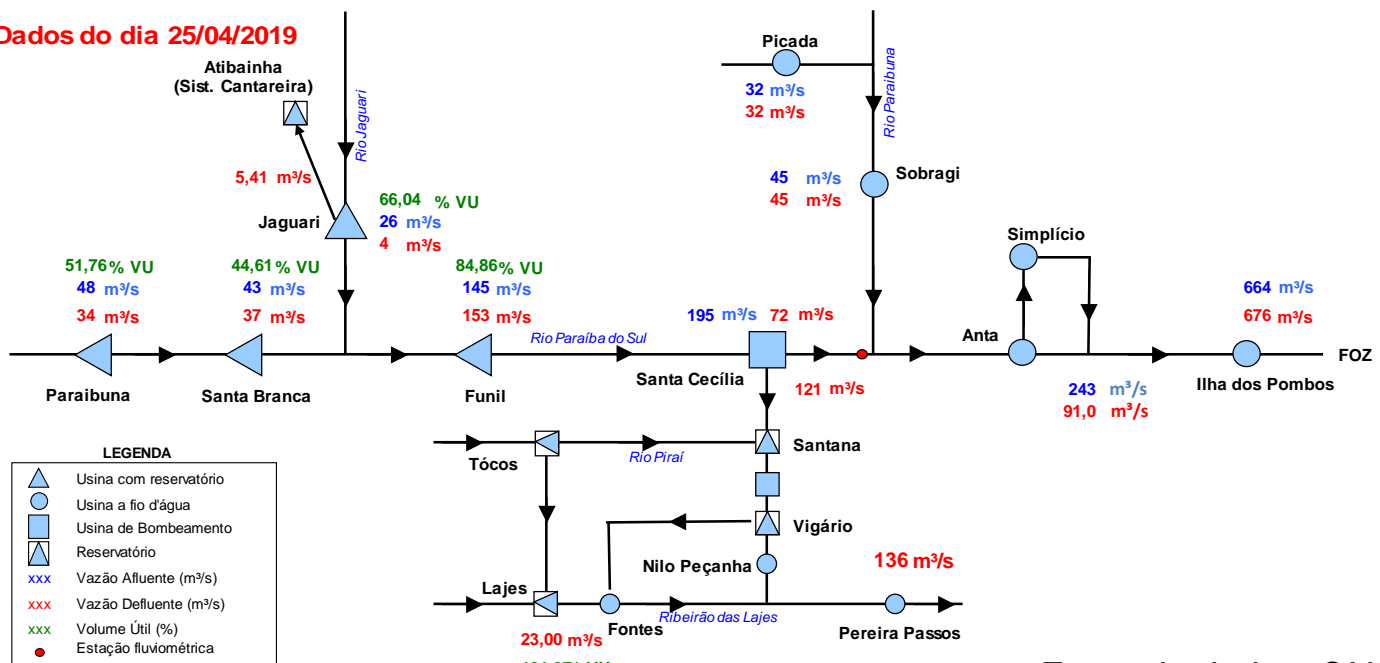 Dados do dia 25/04/2019
Atibainha
(Sist. Cantareira)
Rio Jaguari
5,41 m³/s
Jaguari
66,04 % VU
26 m³/s
4 m³/s
Picada
32 m³/s
32 m³/s
Rio Paraibuna
45 m³/s
45 m³/s
Sobragi
Simplício
51,76 % VU
48 m³/s
34 m³/s
Paraibuna
44,61 % VU
43 m³/s
37 m³/s
Santa Branca
84,86 % VU
145 m³/s
153 m³/s
Funil
Rio Paraíba do Sul
195 m³/s 72 m³/s
Santa Cecília
121 m³/s
Anta
243 m³/s
91,0 m³/s
664 m³/s
676 m³/s
Ilha dos Pombos
FOZ
Tócos
Rio Piraí
Santana
Vigário
Nilo Peçanha
136 m³/s
Lajes
23,00 m³/s
Fontes
Ribeirão das Lajes
Pereira Passos
LEGENDA
Usina com reservatório
Usina a fio d'água
Usina de Bombeamento
Reservatório
xxx Vazão Afluente (m³/s)
xxx Vazão Defluente (m³/s)
xxx Volume Útil (%)
Estação fluviométrica